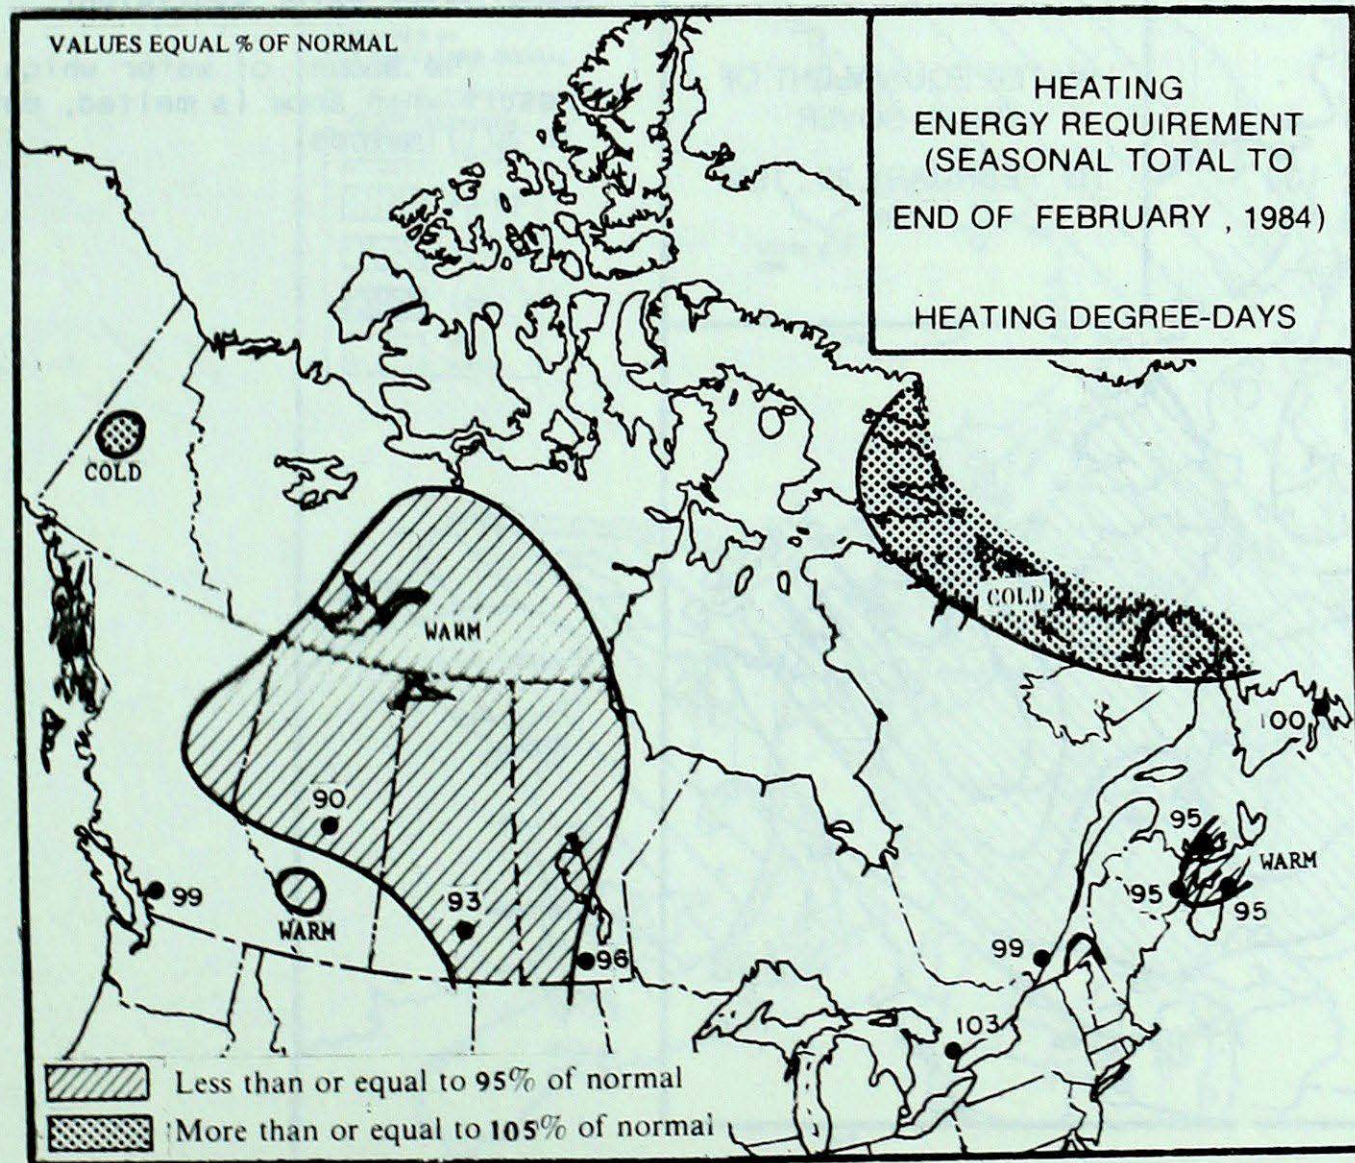 VALUES EQUAL % OF NORMAL
HEATING
ENERGY REQUIREMENT
(SEASONAL TOTAL TO
END OF FEBRUARY , 1984)
HEATING DEGREE-DAYS
COLD
WARM
COLD
100
90
95
WARM
99
93
95
95
WARM
96
99
103
Less than or equal to 95% of normal
More than or equal to 105% of normal